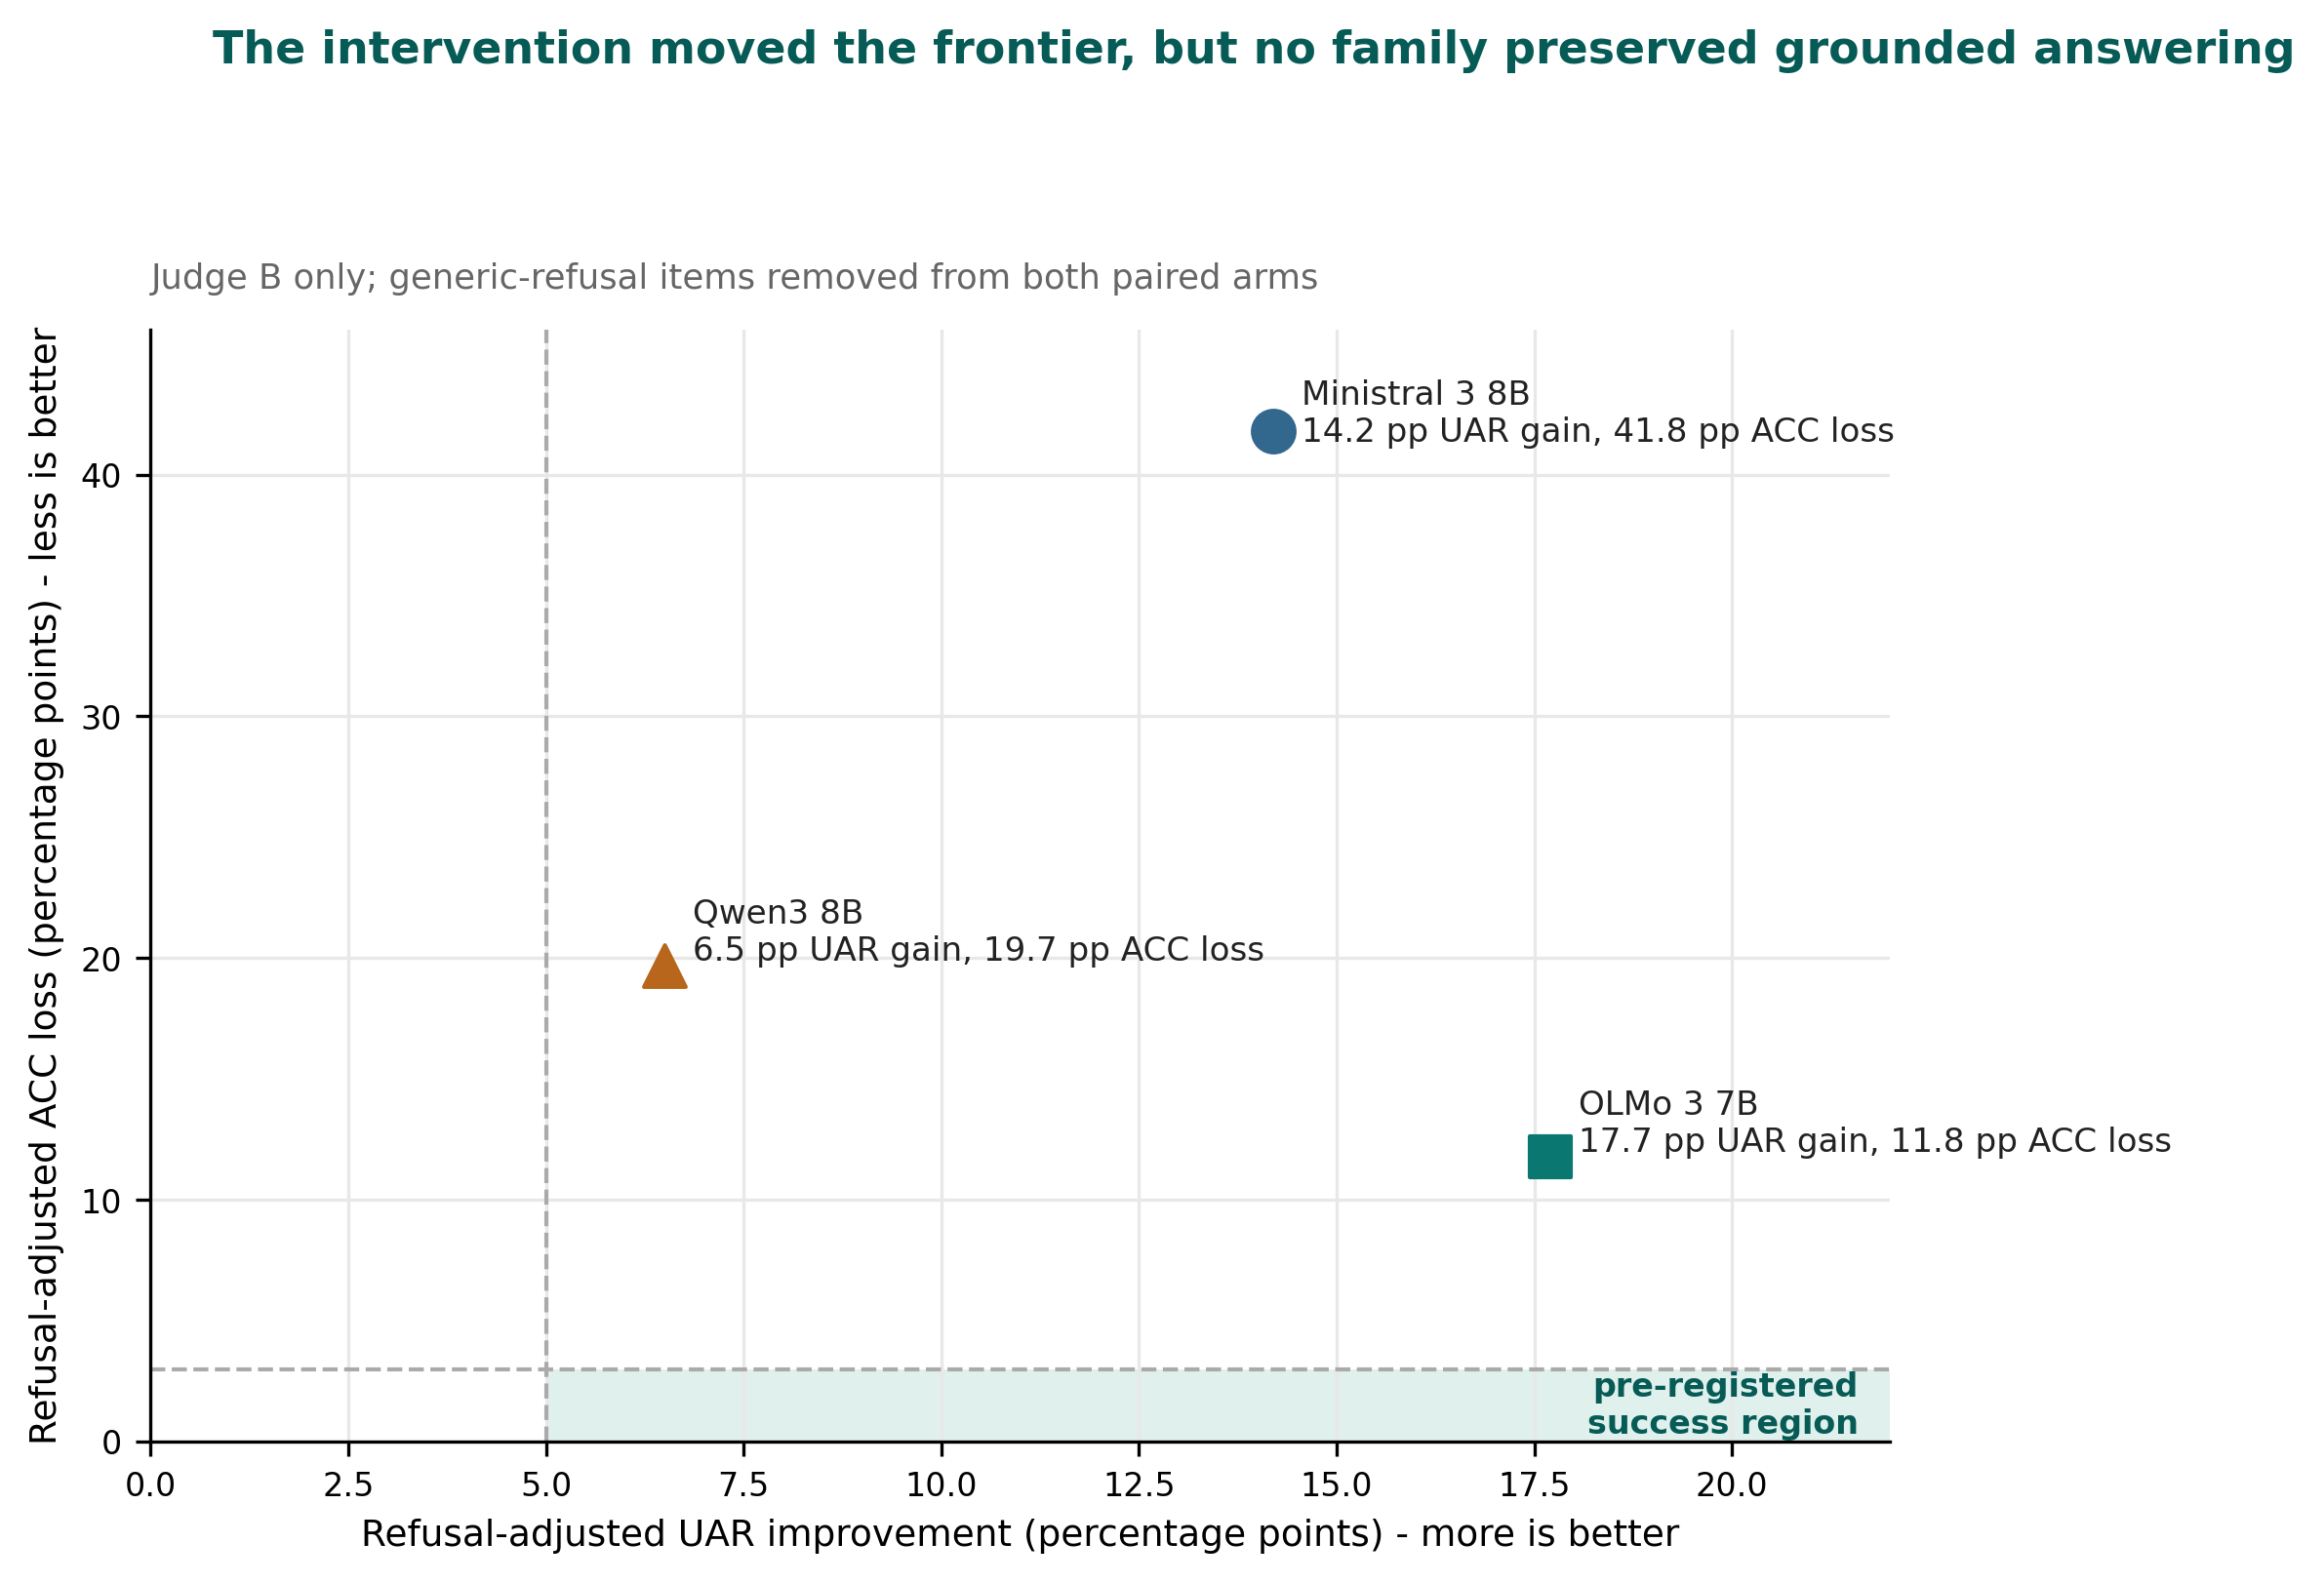 The intervention moved the frontier, but no family preserved grounded answering
Judge B only; generic-refusal items removed from both paired arms
Refusal-adjusted ACC loss (percentage points) - less is better
40
30
20
10
0
Ministral 3 8B
14.2 pp UAR gain, 41.8 pp ACC loss
Qwen3 8B
6.5 pp UAR gain, 19.7 pp ACC loss
OLMo 3 7B
17.7 pp UAR gain, 11.8 pp ACC loss
pre-registered
success region
0.0 2.5 5.0 7.5 10.0 12.5 15.0 17.5 20.0
Refusal-adjusted UAR improvement (percentage points) - more is better